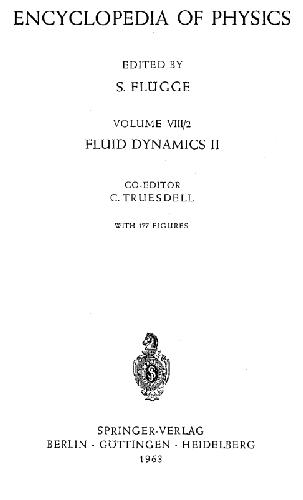 ENCYCLOPEDIA OF PHYSICS
EDITED BY
S. FLÜGGE
VOLUME VIII/2
FLUID DYNAMICS II
CO-EDITOR
C. TRUESDELL
WITH 177 FIGURES
SPRINGER-VERLAG
BERLIN · GÖTTINGEN · HEIDELBERG
1963